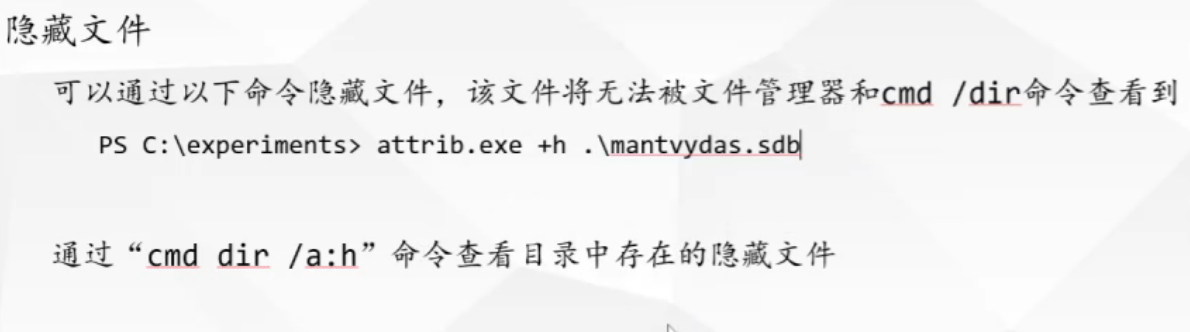 隐藏文件
可以通过以下命令隐藏文件，该文件将无法被文件管理器和cmd /dir命令查看到
PS C:\experiments> attrib.exe +h .\mantvydas.sdb
通过“cmd dir /a:h”命令查看目录中存在的隐藏文件